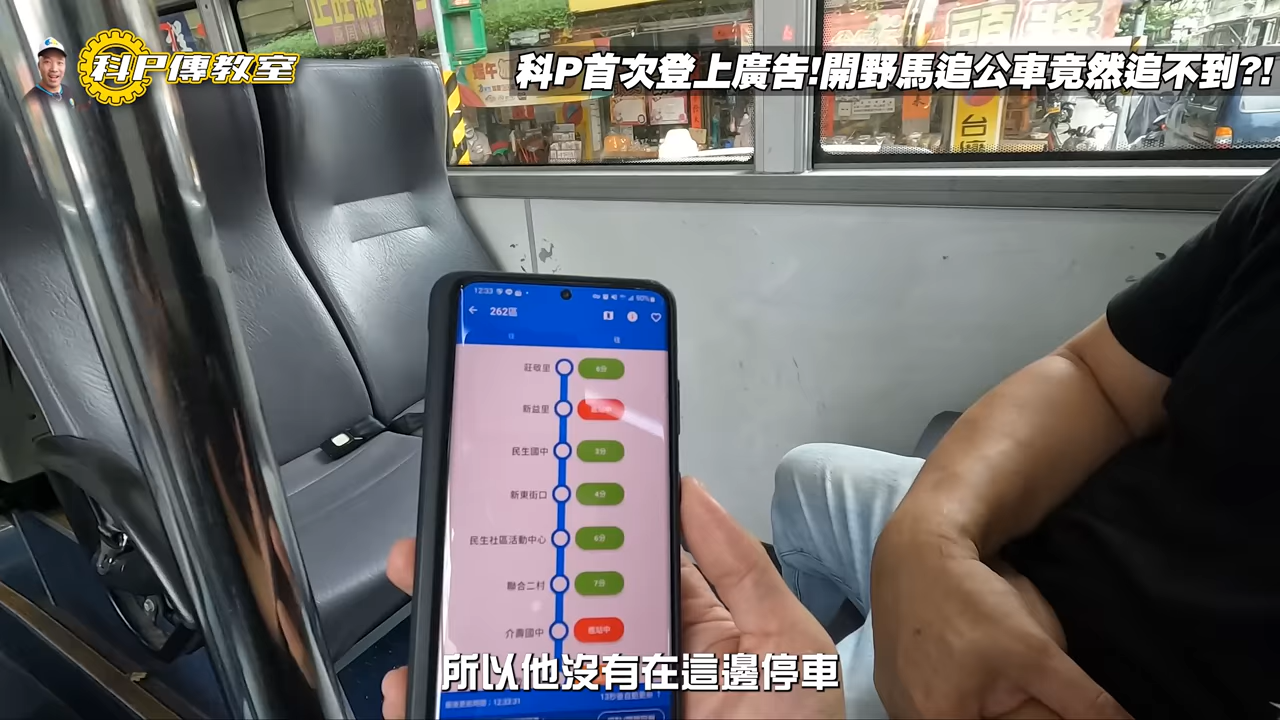 科P傳教室
科P首次登上廣告!開野馬追公車竟然追不到?!
12:33
262區
莊敬里 6分
新益里 進站中
民生國中 3分
新東街口 4分
民生社區活動中心 6分
聯合二村 7分
介壽國中 進站中
所以他沒有在這邊停車